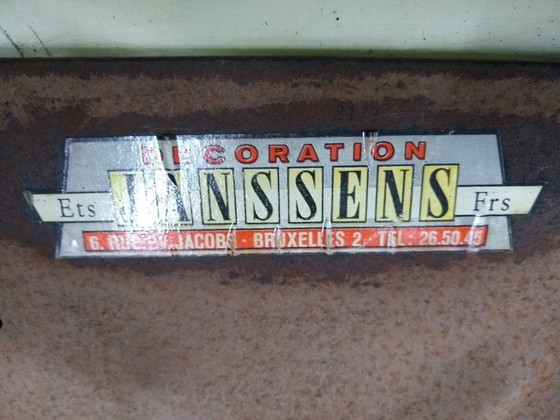 DECORATION
Ets JANSSENS Frs
6. RUE JACOBS · BRUXELLES 2 · TEL: 26.50.45